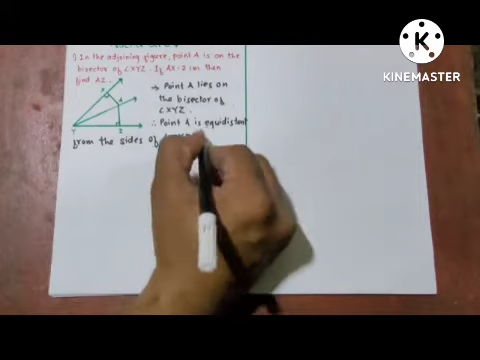 1) In the adjoining figure, point A is on the
bisector of ∠XYZ. If AX = 2 cm then
find AZ.
→ Point A lies on
the bisector of
∠XYZ.
∴ Point A is equidistant
from the sides of
X
A
Y
Z
K
KINEMASTER